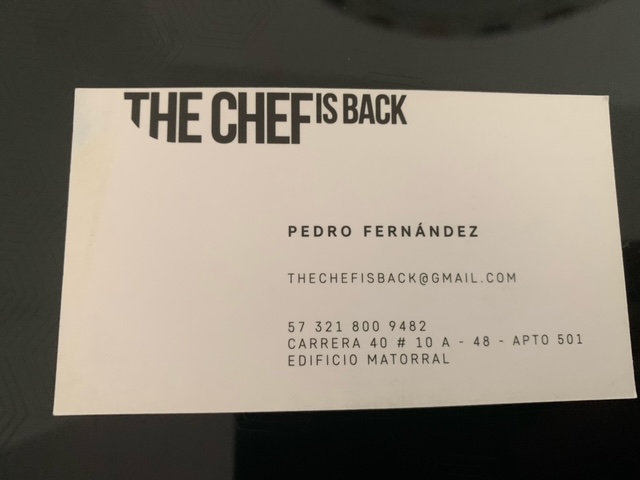 THE CHEF IS BACK
PEDRO FERNÁNDEZ
THECHEFISBACK@GMAIL.COM
57 321 800 9482
CARRERA 40 # 10 A - 48 - APTO 501
EDIFICIO MATORRAL